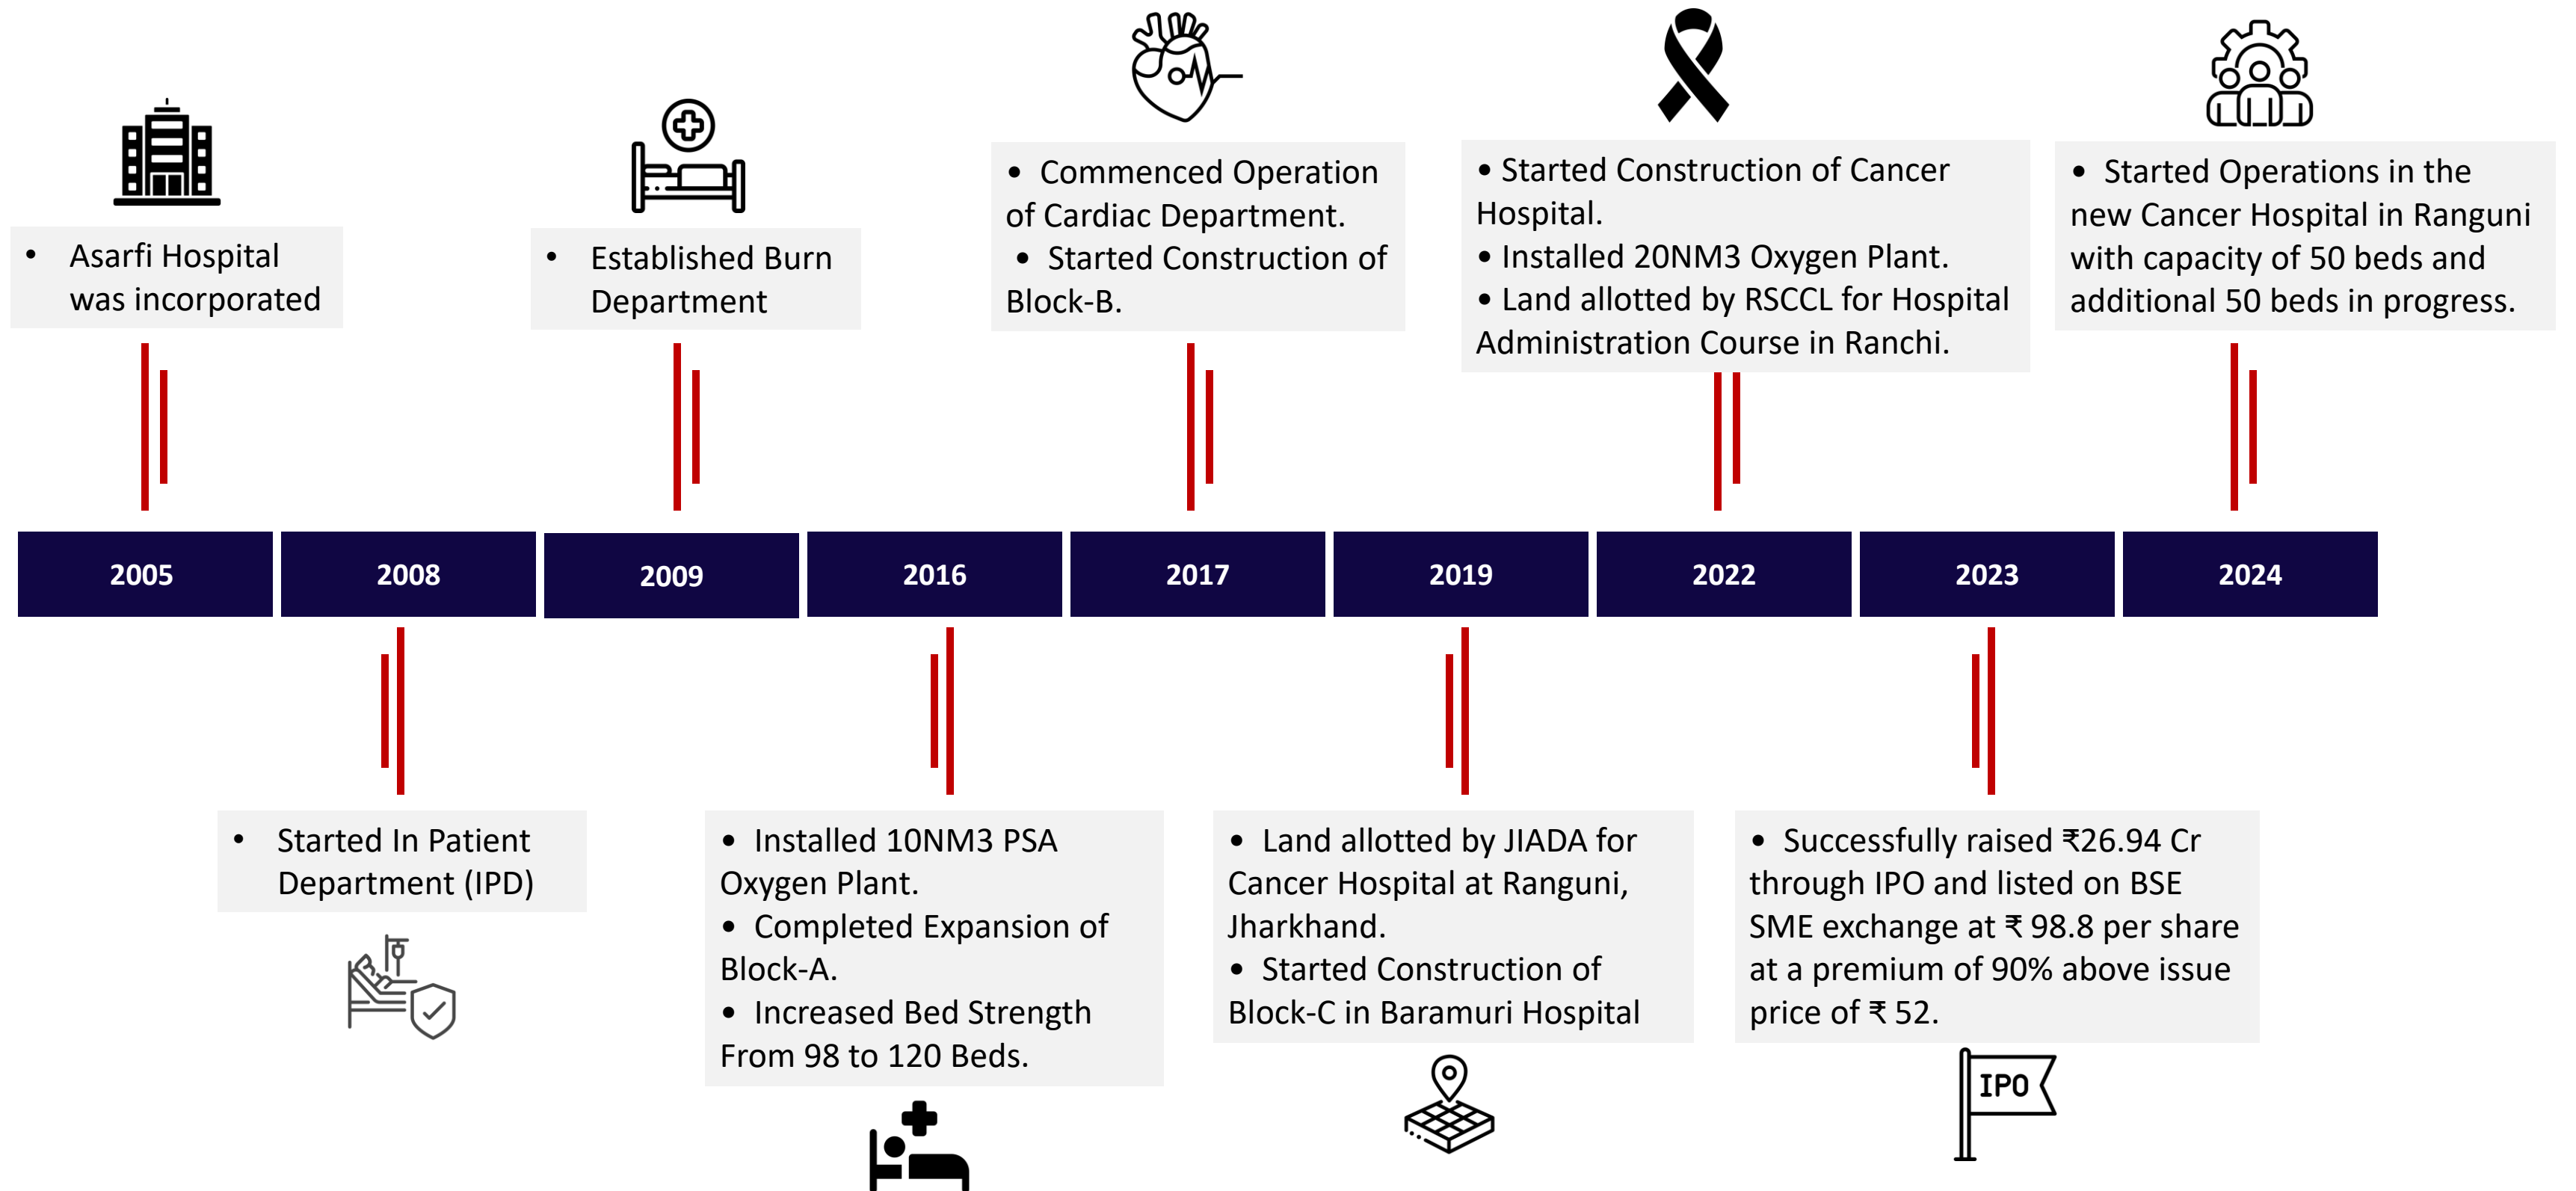 • Asarfi Hospital
was incorporated
• Established Burn
Department
• Commenced Operation
of Cardiac Department.
• Started Construction of
Block-B.
• Started Construction of Cancer
Hospital.
• Installed 20NM3 Oxygen Plant.
• Land allotted by RSCCL for Hospital
Administration Course in Ranchi.
• Started Operations in the
new Cancer Hospital in Ranguni
with capacity of 50 beds and
additional 50 beds in progress.
2005
2008
2009
2016
2017
2019
2022
2023
2024
• Started In Patient
Department (IPD)
• Installed 10NM3 PSA
Oxygen Plant.
• Completed Expansion of
Block-A.
• Increased Bed Strength
From 98 to 120 Beds.
• Land allotted by JIADA for
Cancer Hospital at Ranguni,
Jharkhand.
• Started Construction of
Block-C in Baramuri Hospital
• Successfully raised ₹26.94 Cr
through IPO and listed on BSE
SME exchange at ₹ 98.8 per share
at a premium of 90% above issue
price of ₹ 52.
IPO